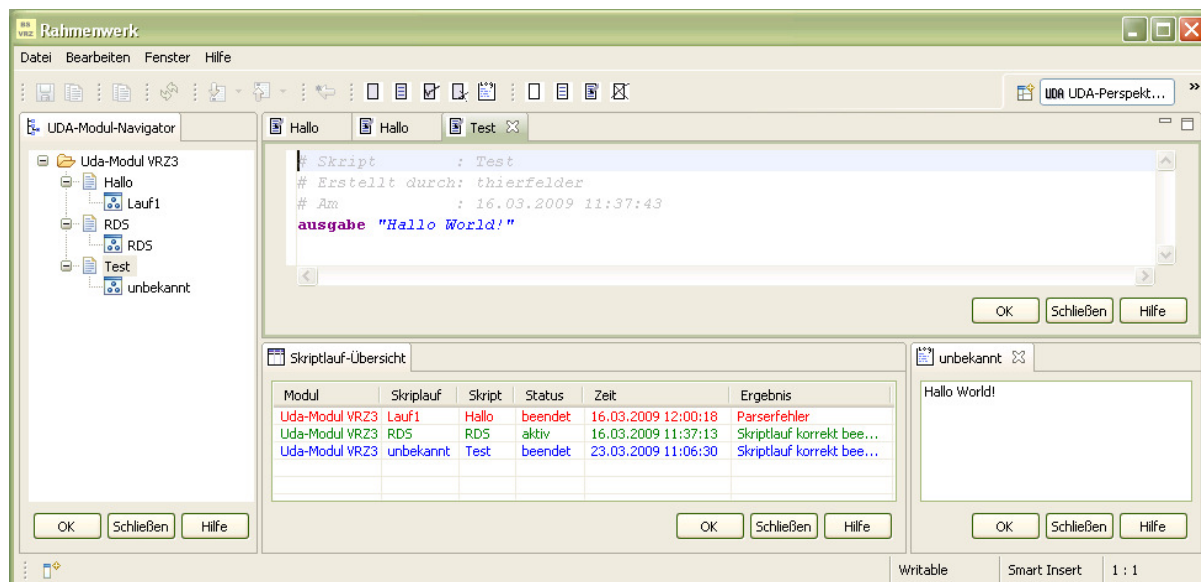 BS VRZ Rahmenwerk
Datei Bearbeiten Fenster Hilfe
UDA UDA-Perspekt... »
UDA-Modul-Navigator
Uda-Modul VRZ3
Hallo
Lauf1
RDS
RDS
Test
unbekannt
OK Schließen Hilfe
Hallo Hallo Test
# Skript : Test
# Erstellt durch: thierfelder
# Am : 16.03.2009 11:37:43
ausgabe "Hallo World!"
OK Schließen Hilfe
Skriptlauf-Übersicht
Modul Skriplauf Skript Status Zeit Ergebnis
Uda-Modul VRZ3 Lauf1 Hallo beendet 16.03.2009 12:00:18 Parserfehler
Uda-Modul VRZ3 RDS RDS aktiv 16.03.2009 11:37:13 Skriptlauf korrekt bee...
Uda-Modul VRZ3 unbekannt Test beendet 23.03.2009 11:06:30 Skriptlauf korrekt bee...
OK Schließen Hilfe
unbekannt
Hallo World!
OK Schließen Hilfe
Writable Smart Insert 1 : 1